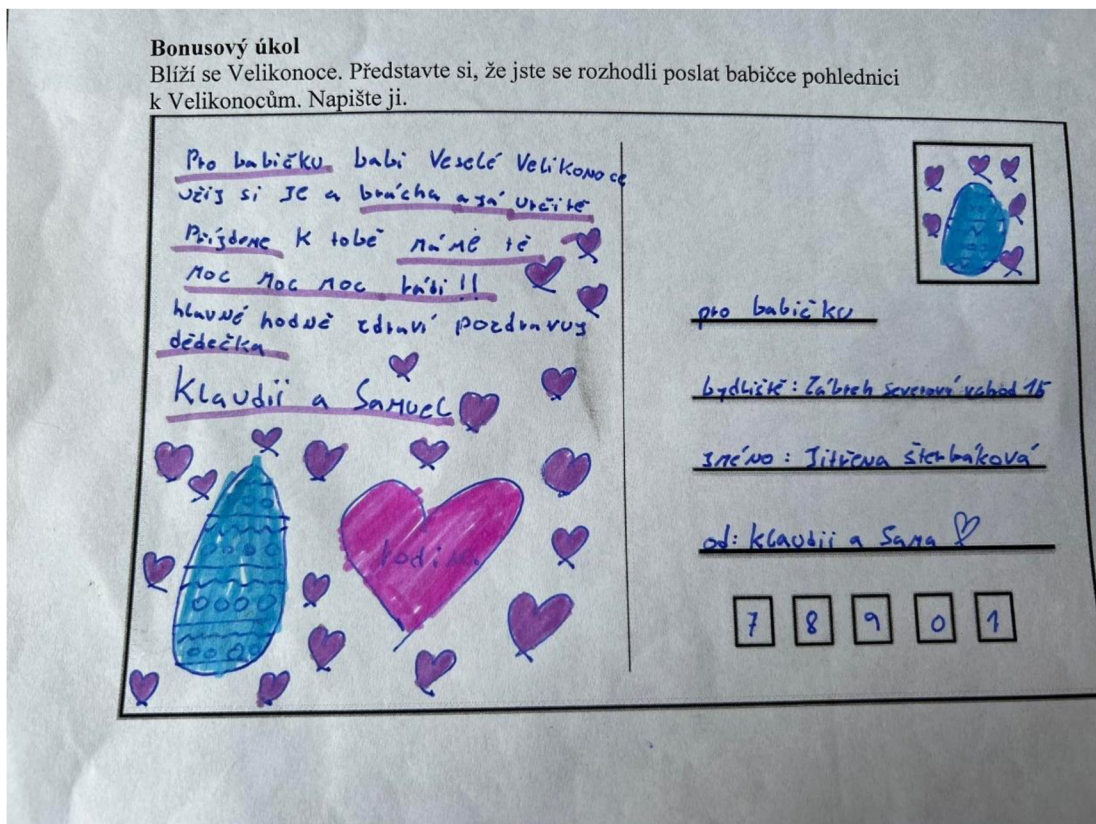 Bonusový úkol
Blíží se Velikonoce. Představte si, že jste se rozhodli poslat babičce pohlednici
k Velikonocům. Napište ji.
Pro babičku babi Veselé Velikonoce
užij si je a brácha a já určitě
Přijdeme k tobě máme tě
moc moc moc rádi!!
hlavně hodně zdraví pozdravuj
dědečka
Klaudii a Samuel
rodina
pro babičku
bydliště: Zábřeh severový 15
jméno: Jitřena
od: Klaudii a Sama
7 8 9 0 1